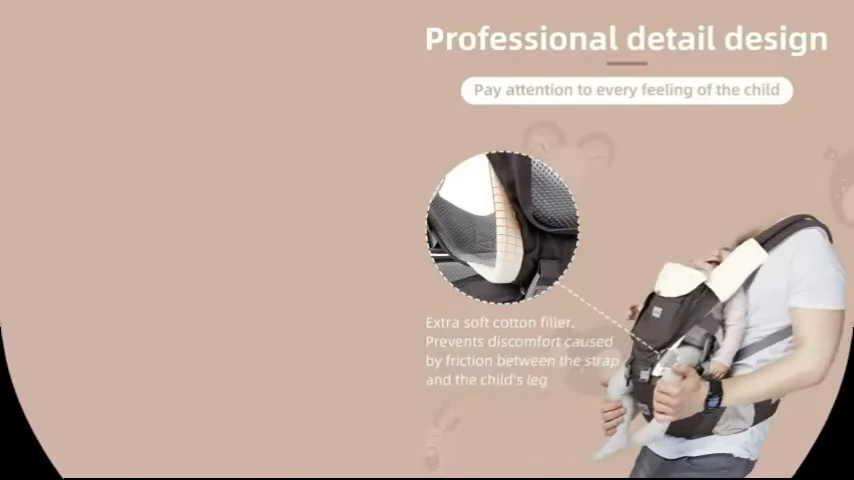 Professional detail design
Pay attention to every feeling of the child
Extra soft cotton filler.
Prevents discomfort caused
by friction between the strap
and the child's leg